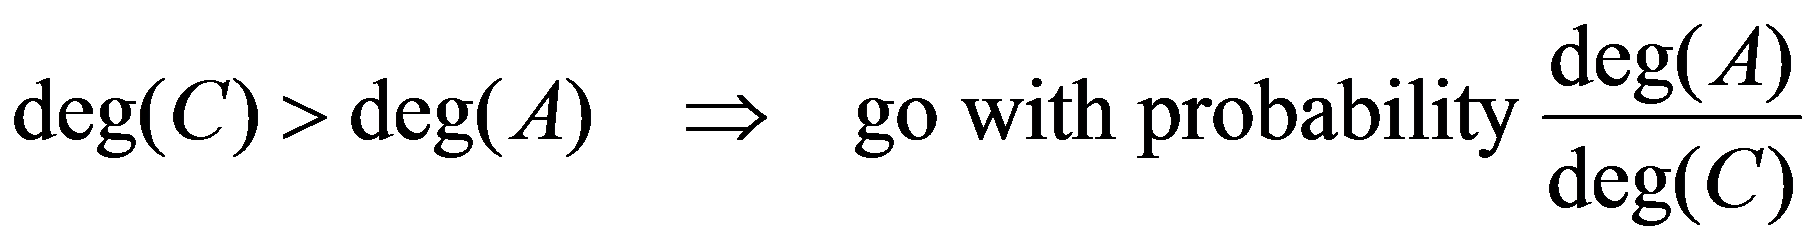 deg(C) > deg(A) ⇒ go with probability deg(A)/deg(C)